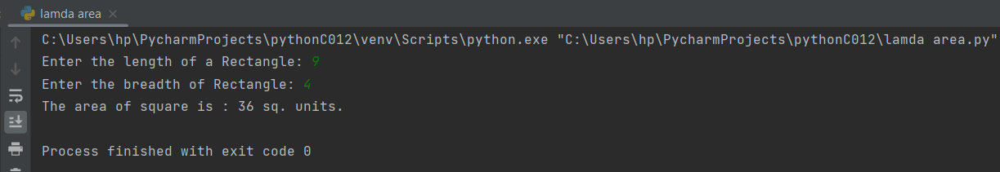 lamda area
C:\Users\hp\PycharmProjects\pythonC012\venv\Scripts\python.exe "C:\Users\hp\PycharmProjects\pythonC012\lamda area.py"
Enter the length of a Rectangle: 9
Enter the breadth of Rectangle: 4
The area of square is : 36 sq. units.
Process finished with exit code 0